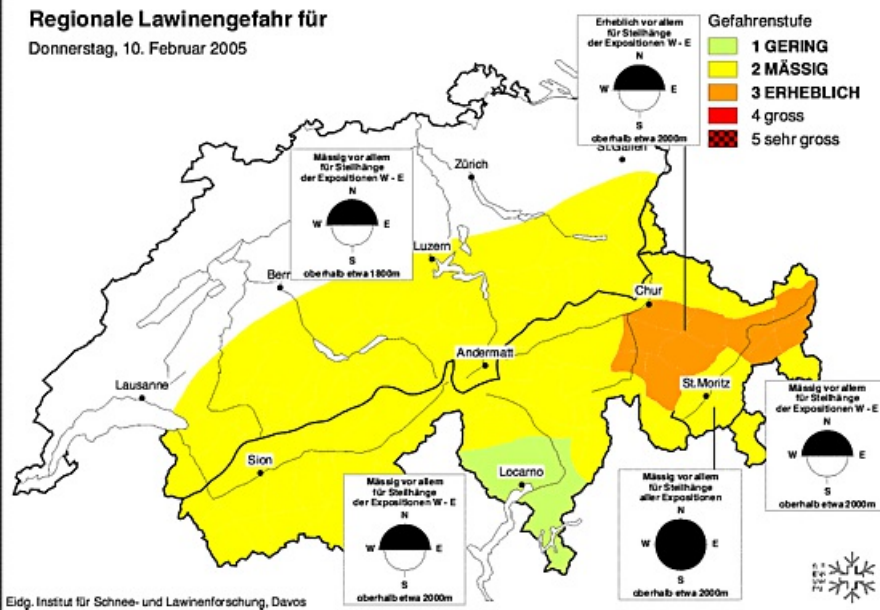 Regionale Lawinengefahr für
Donnerstag, 10. Februar 2005
Erheblich vor allem
für Steilhänge
der Expositionen W - E
N
W E
S
oberhalb etwa 2000m
Gefahrenstufe
1 GERING
2 MÄSSIG
3 ERHEBLICH
4 gross
5 sehr gross
St.Gallen
Zürich
Mässig vor allem
für Steilhänge
der Expositionen W - E
N
W E
S
oberhalb etwa 1800m
Luzern
Bern
Chur
Andermatt
Lausanne
St.Moritz
Sion
Locarno
Mässig vor allem
für Steilhänge
der Expositionen W - E
N
W E
S
oberhalb etwa 2000m
Mässig vor allem
für Steilhänge
aller Expositionen
N
W E
S
oberhalb etwa 2000m
Mässig vor allem
für Steilhänge
der Expositionen W - E
N
W E
S
oberhalb etwa 2000m
Eidg. Institut für Schnee- und Lawinenforschung, Davos